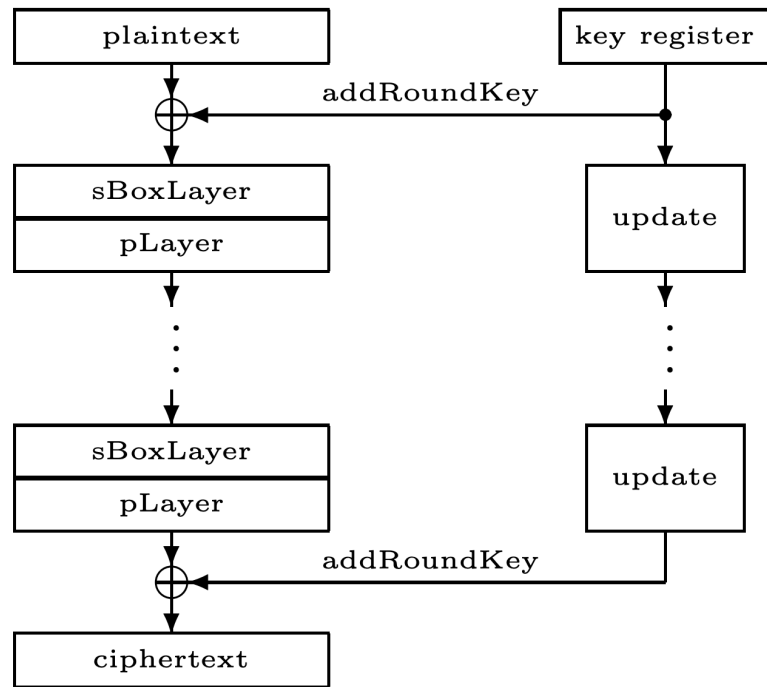 plaintext
key register
addRoundKey
sBoxLayer
pLayer
update
sBoxLayer
pLayer
update
addRoundKey
ciphertext